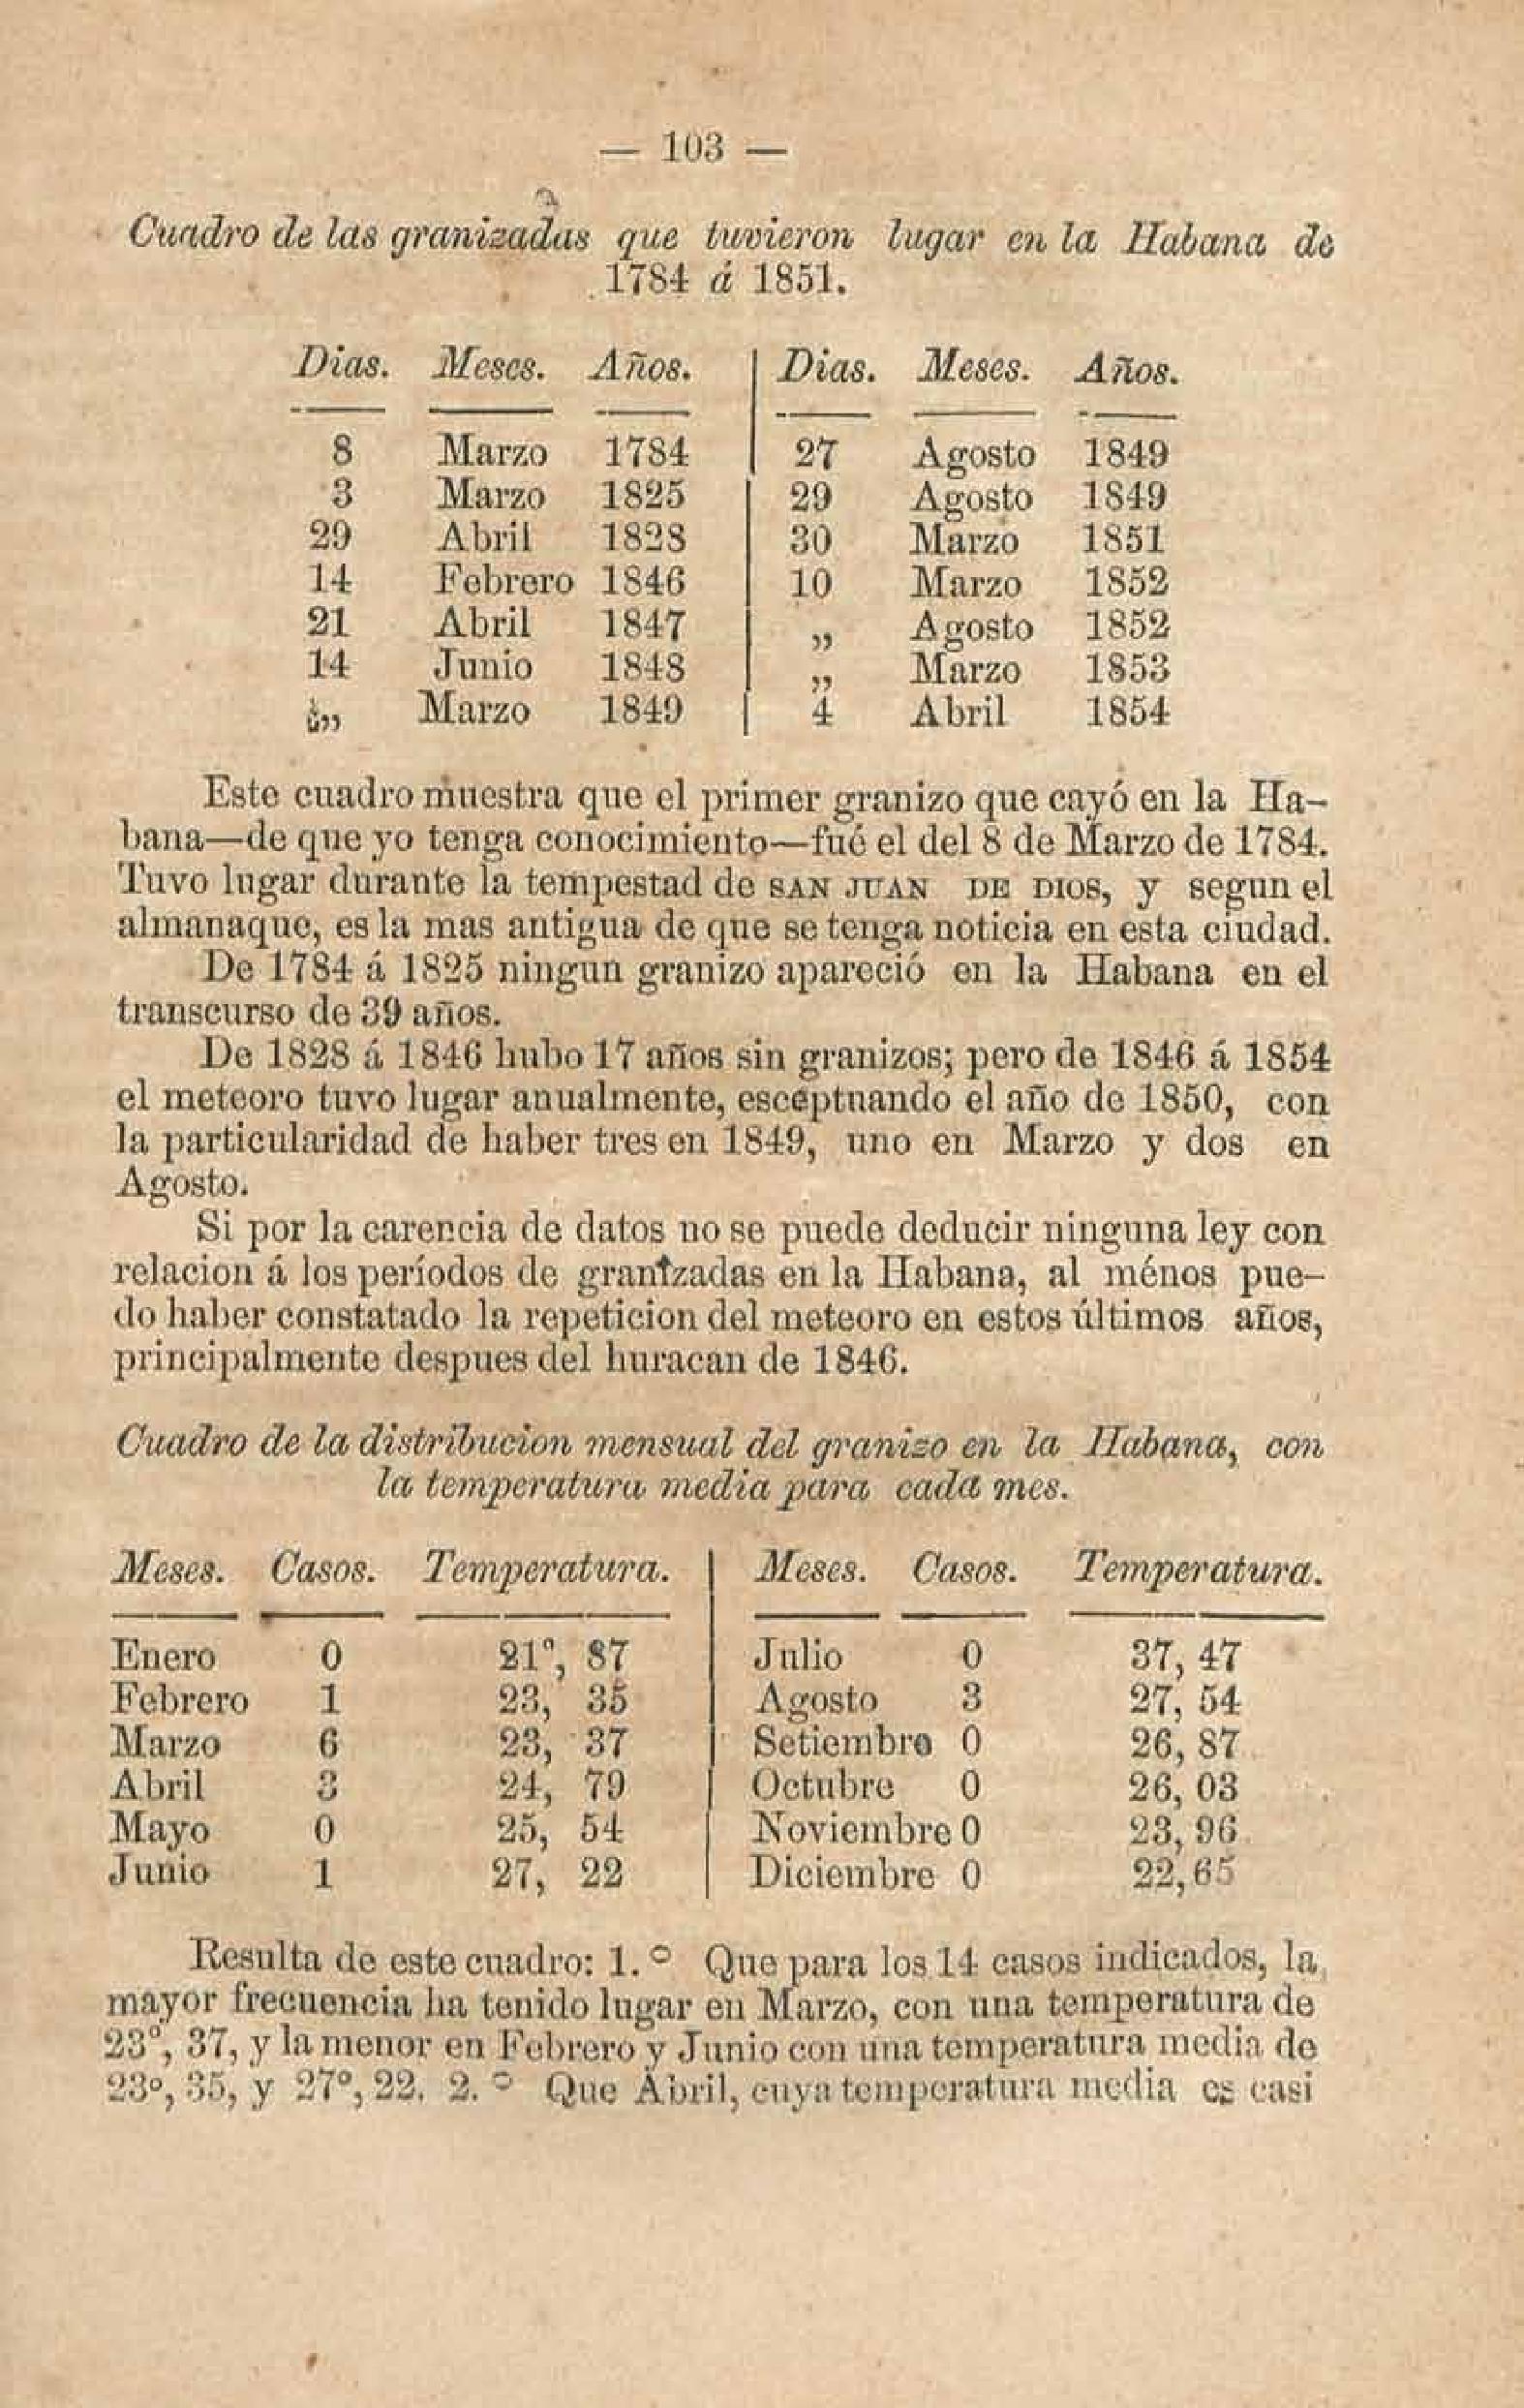 — 103 —
Cuadro de las granizadas que tuvieron lugar en la Habana de
1784 á 1851.
Dias. Meses. Años. Dias. Meses. Años.
8 Marzo 1784 27 Agosto 1849
3 Marzo 1825 29 Agosto 1849
29 Abril 1828 30 Marzo 1851
14 Febrero 1846 10 Marzo 1852
21 Abril 1847 „ Agosto 1852
14 Junio 1848 „ Marzo 1853
„ Marzo 1849 4 Abril 1854
Este cuadro muestra que el primer granizo que cayó en la Ha-
bana—de que yo tenga conocimiento—fué el del 8 de Marzo de 1784.
Tuvo lugar durante la tempestad de SAN JUAN DE DIOS, y segun el
almanaque, es la mas antigua de que se tenga noticia en esta ciudad.
De 1784 á 1825 ningun granizo apareció en la Habana en el
transcurso de 39 años.
De 1828 á 1846 hubo 17 años sin granizos; pero de 1846 á 1854
el meteoro tuvo lugar anualmente, esceptuando el año de 1850, con
la particularidad de haber tres en 1849, uno en Marzo y dos en
Agosto.
Si por la carencia de datos no se puede deducir ninguna ley con
relacion á los períodos de granizadas en la Habana, al ménos pue-
do haber constatado la repeticion del meteoro en estos últimos años,
principalmente despues del huracan de 1846.
Cuadro de la distribucion mensual del granizo en la Habana, con
la temperatura media para cada mes.
Meses. Casos. Temperatura. Meses. Casos. Temperatura.
Enero 0 21°, 87 Julio 0 37, 47
Febrero 1 23, 35 Agosto 3 27, 54
Marzo 6 23, 37 Setiembre 0 26, 87
Abril 3 24, 79 Octubre 0 26, 03
Mayo 0 25, 54 Noviembre 0 23, 96
Junio 1 27, 22 Diciembre 0 22, 65
Resulta de este cuadro: 1.° Que para los 14 casos indicados, la
mayor frecuencia ha tenido lugar en Marzo, con una temperatura de
23°, 37, y la menor en Febrero y Junio con una temperatura media de
23°, 35, y 27°, 22. 2.° Que Abril, cuya temperatura media es casi